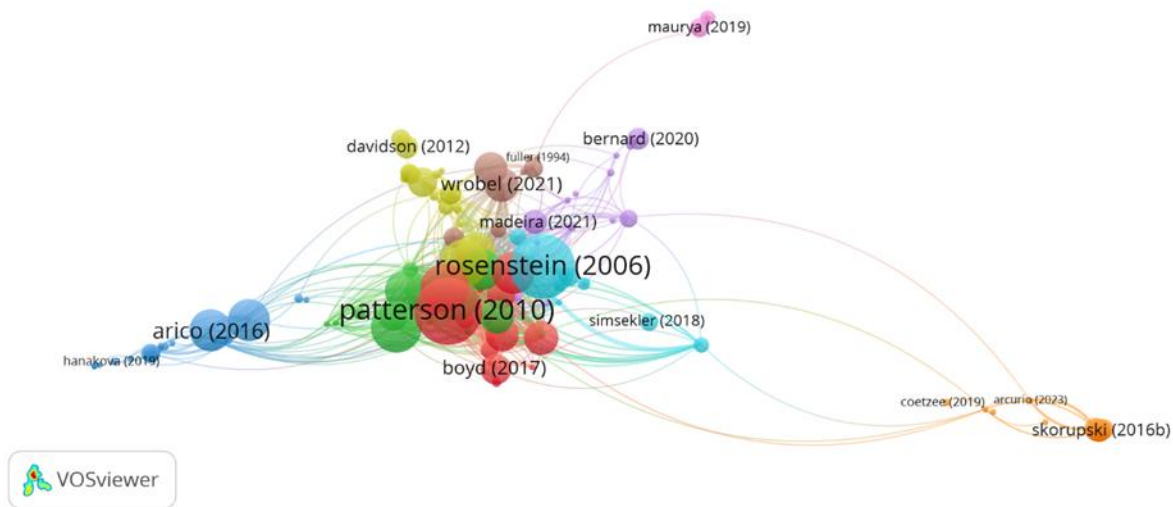 maurya (2019)
davidson (2012)
bernard (2020)
fuller (1994)
wrobel (2021)
madeira (2021)
rosenstein (2006)
patterson (2010)
simsekler (2018)
arico (2016)
hanakova (2019)
boyd (2017)
coetzee (2019)
arcurio (2023)
skorupski (2016b)
VOSviewer